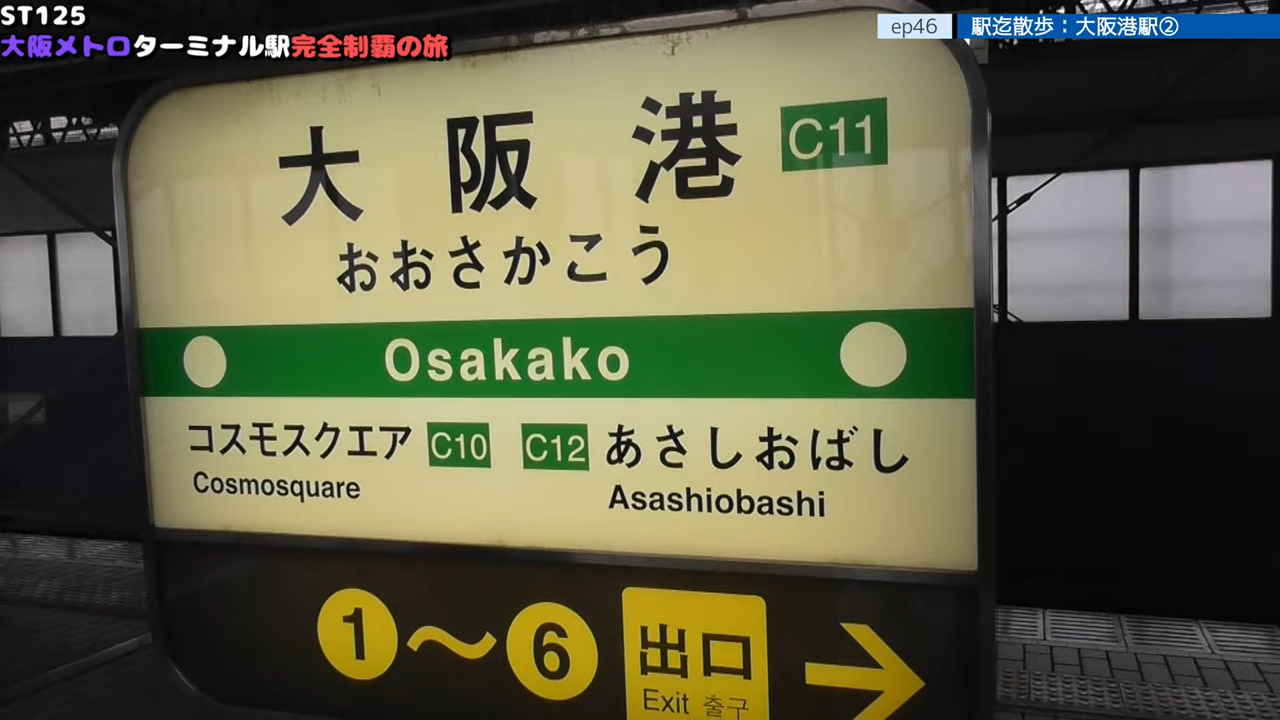 ST125
大阪メトロターミナル駅完全制覇の旅
ep46 駅迄散歩：大阪港駅②
大阪港 C11
おおさかこう
Osakako
コスモスクエア C10 C12 あさしおばし
Cosmosquare Asashiobashi
1〜6 出口 →
Exit 출구